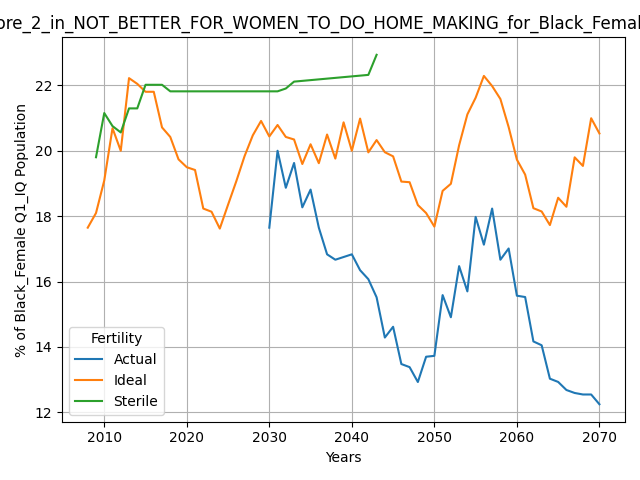 ore_2_in_NOT_BETTER_FOR_WOMEN_TO_DO_HOME_MAKING_for_Black_Femal
% of Black_Female Q1_IQ Population
22
20
18
16
14
12
Fertility
Actual
Ideal
Sterile
2010 2020 2030 2040 2050 2060 2070
Years